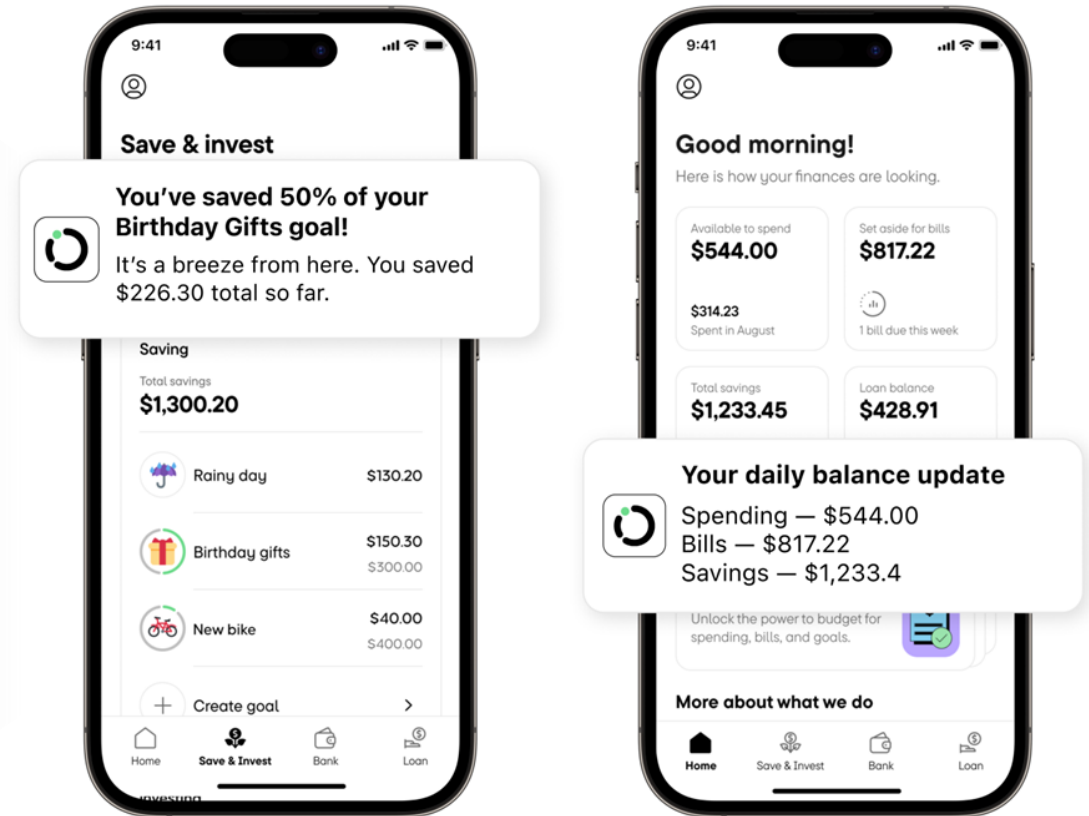 9:41
Save & invest
You've saved 50% of your
Birthday Gifts goal!
It's a breeze from here. You saved
$226.30 total so far.
Saving
Total savings
$1,300.20
Rainy day
$130.20
Birthday gifts
$150.30
$300.00
New bike
$40.00
$400.00
Create goal
Home
Save & Invest
Bank
Loan
Investing
9:41
Good morning!
Here is how your finances are looking.
Available to spend
$544.00
$314.23
Spent in August
Set aside for bills
$817.22
1 bill due this week
Total savings
$1,233.45
Loan balance
$428.91
Your daily balance update
Spending — $544.00
Bills — $817.22
Savings — $1,233.4
Unlock the power to budget for
spending, bills, and goals.
More about what we do
Home
Save & Invest
Bank
Loan